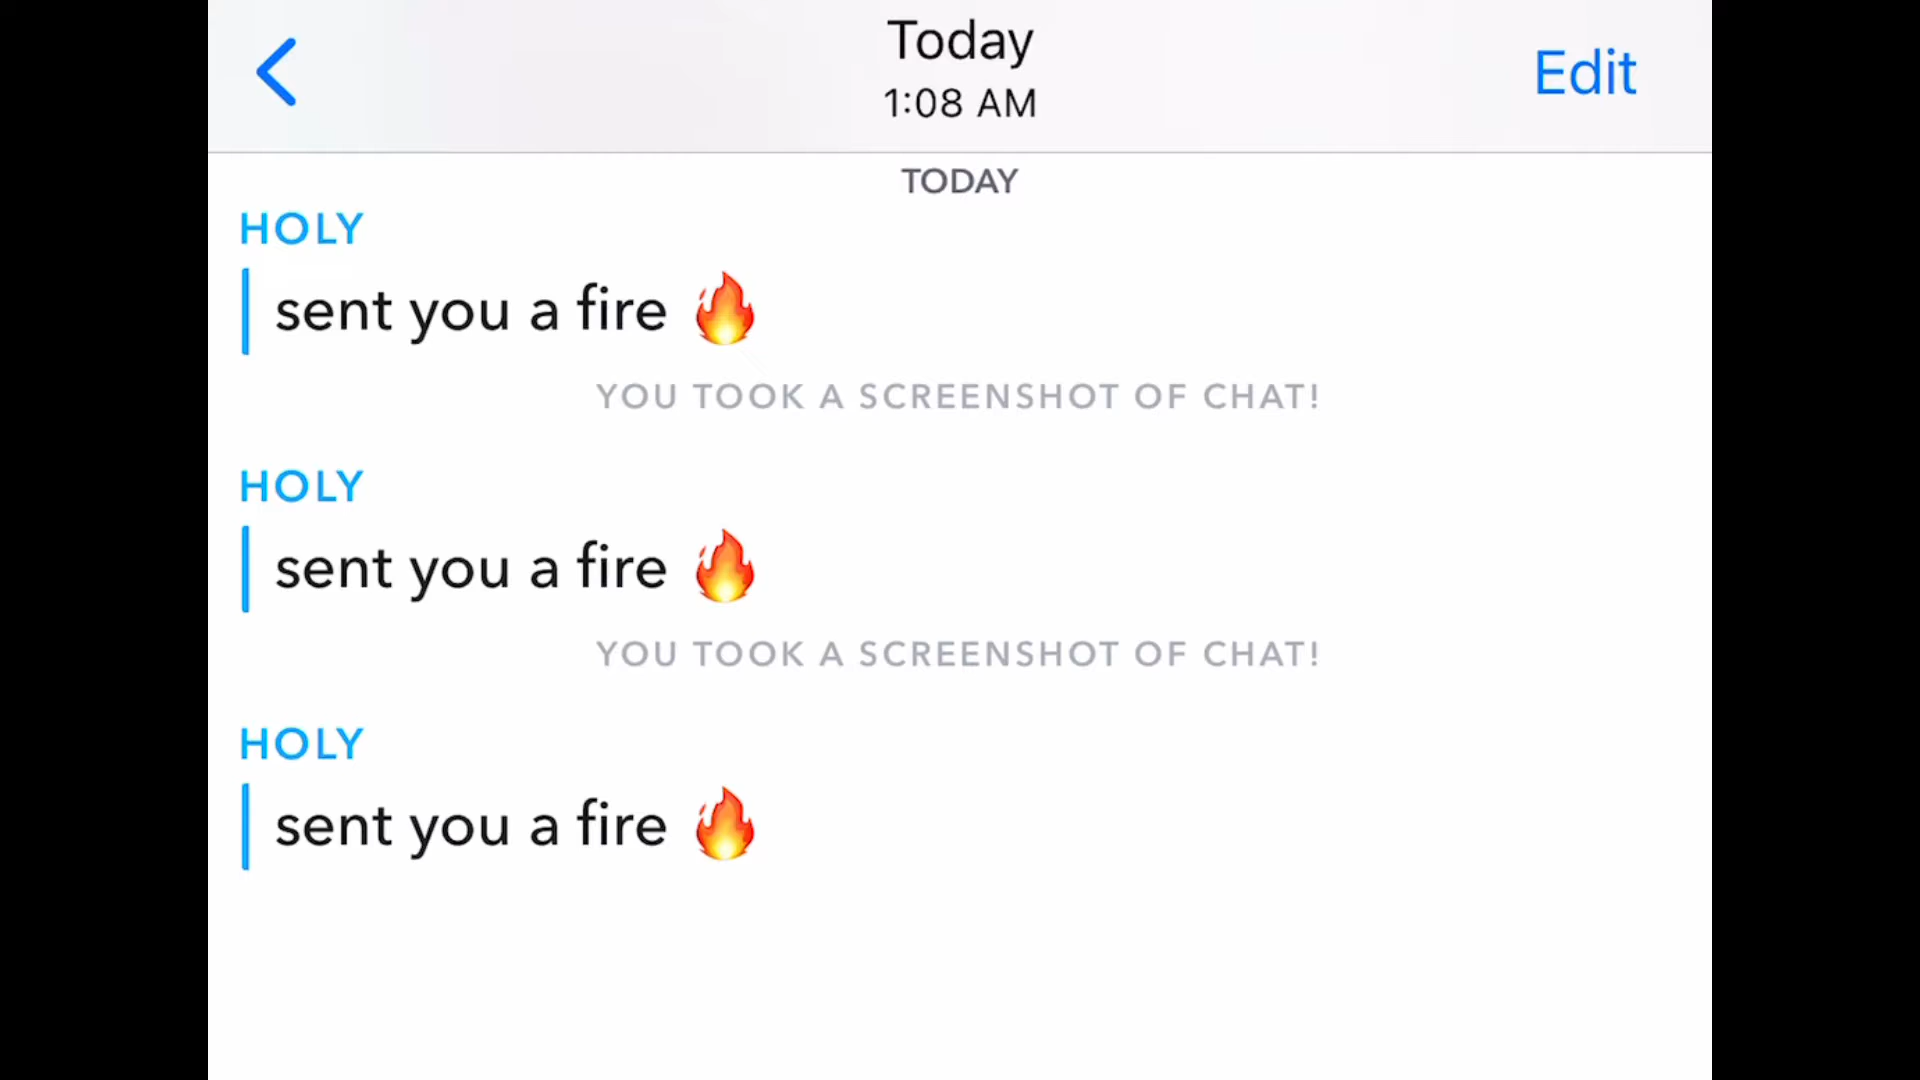 Today
1:08 AM
Edit
TODAY
HOLY
sent you a fire 🔥
YOU TOOK A SCREENSHOT OF CHAT!
HOLY
sent you a fire 🔥
YOU TOOK A SCREENSHOT OF CHAT!
HOLY
sent you a fire 🔥